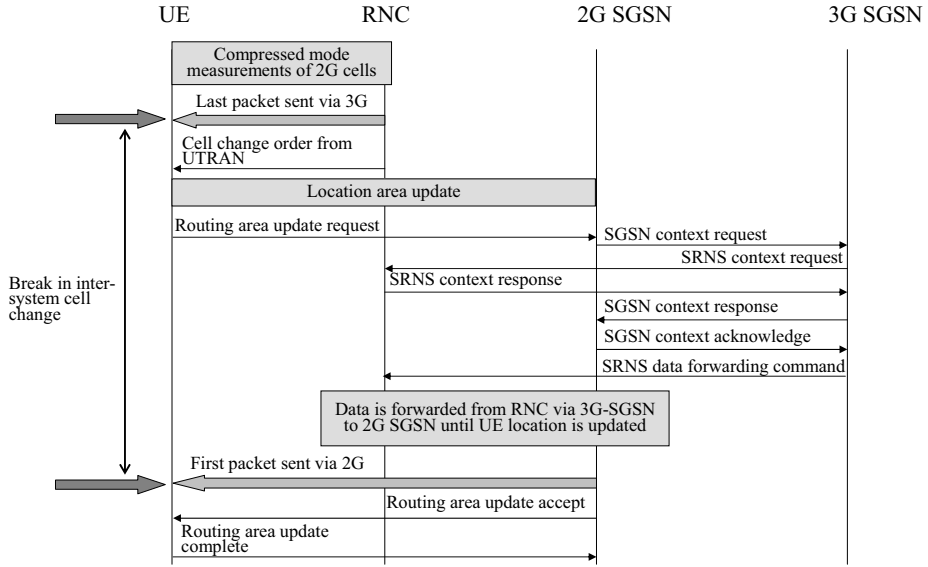 UE RNC 2G SGSN 3G SGSN
Compressed mode
measurements of 2G cells
Last packet sent via 3G
Cell change order from
UTRAN
Location area update
Routing area update request
SGSN context request
SRNS context request
SRNS context response
Break in inter-
system cell
change
SGSN context response
SGSN context acknowledge
SRNS data forwarding command
Data is forwarded from RNC via 3G-SGSN
to 2G SGSN until UE location is updated
First packet sent via 2G
Routing area update accept
Routing area update
complete